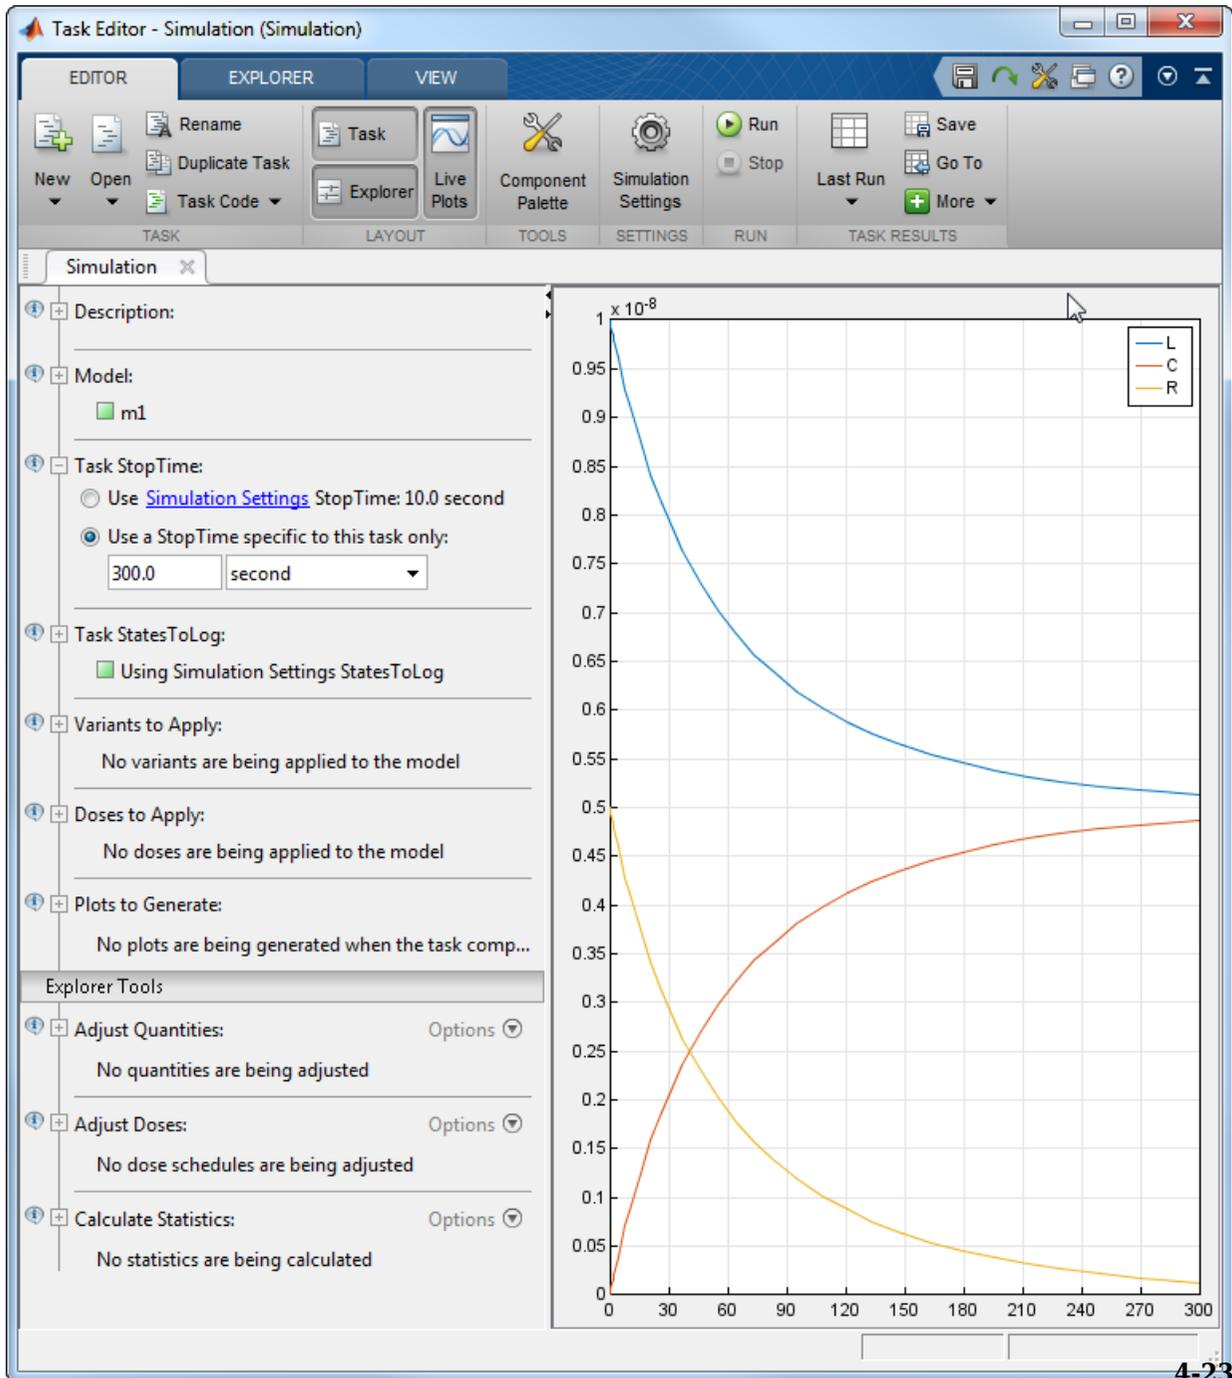 Task Editor - Simulation (Simulation)
EDITOR EXPLORER VIEW
New
Open
Rename
Duplicate Task
Task Code
TASK
Task
Explorer
Live
Plots
LAYOUT
Component
Palette
TOOLS
Simulation
Settings
SETTINGS
Run
Stop
RUN
Last Run
Save
Go To
More
TASK RESULTS
Simulation
Description:
Model:
m1
Task StopTime:
Use Simulation Settings StopTime: 10.0 second
Use a StopTime specific to this task only:
300.0 second
Task StatesToLog:
Using Simulation Settings StatesToLog
Variants to Apply:
No variants are being applied to the model
Doses to Apply:
No doses are being applied to the model
Plots to Generate:
No plots are being generated when the task comp...
Explorer Tools
Adjust Quantities: Options
No quantities are being adjusted
Adjust Doses: Options
No dose schedules are being adjusted
Calculate Statistics: Options
No statistics are being calculated
x 10^-8
1
0.95
0.9
0.85
0.8
0.75
0.7
0.65
0.6
0.55
0.5
0.45
0.4
0.35
0.3
0.25
0.2
0.15
0.1
0.05
0
0 30 60 90 120 150 180 210 240 270 300
L
C
R
4-23